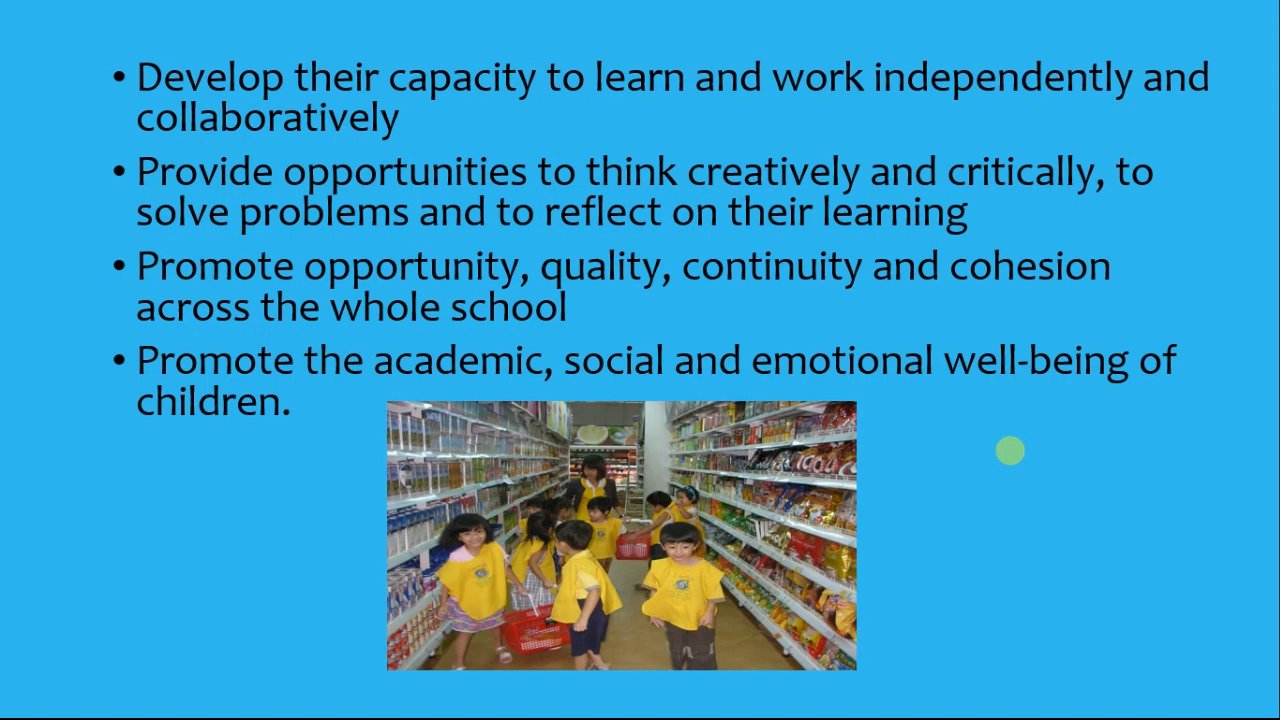 • Develop their capacity to learn and work independently and
collaboratively
• Provide opportunities to think creatively and critically, to
solve problems and to reflect on their learning
• Promote opportunity, quality, continuity and cohesion
across the whole school
• Promote the academic, social and emotional well-being of
children.